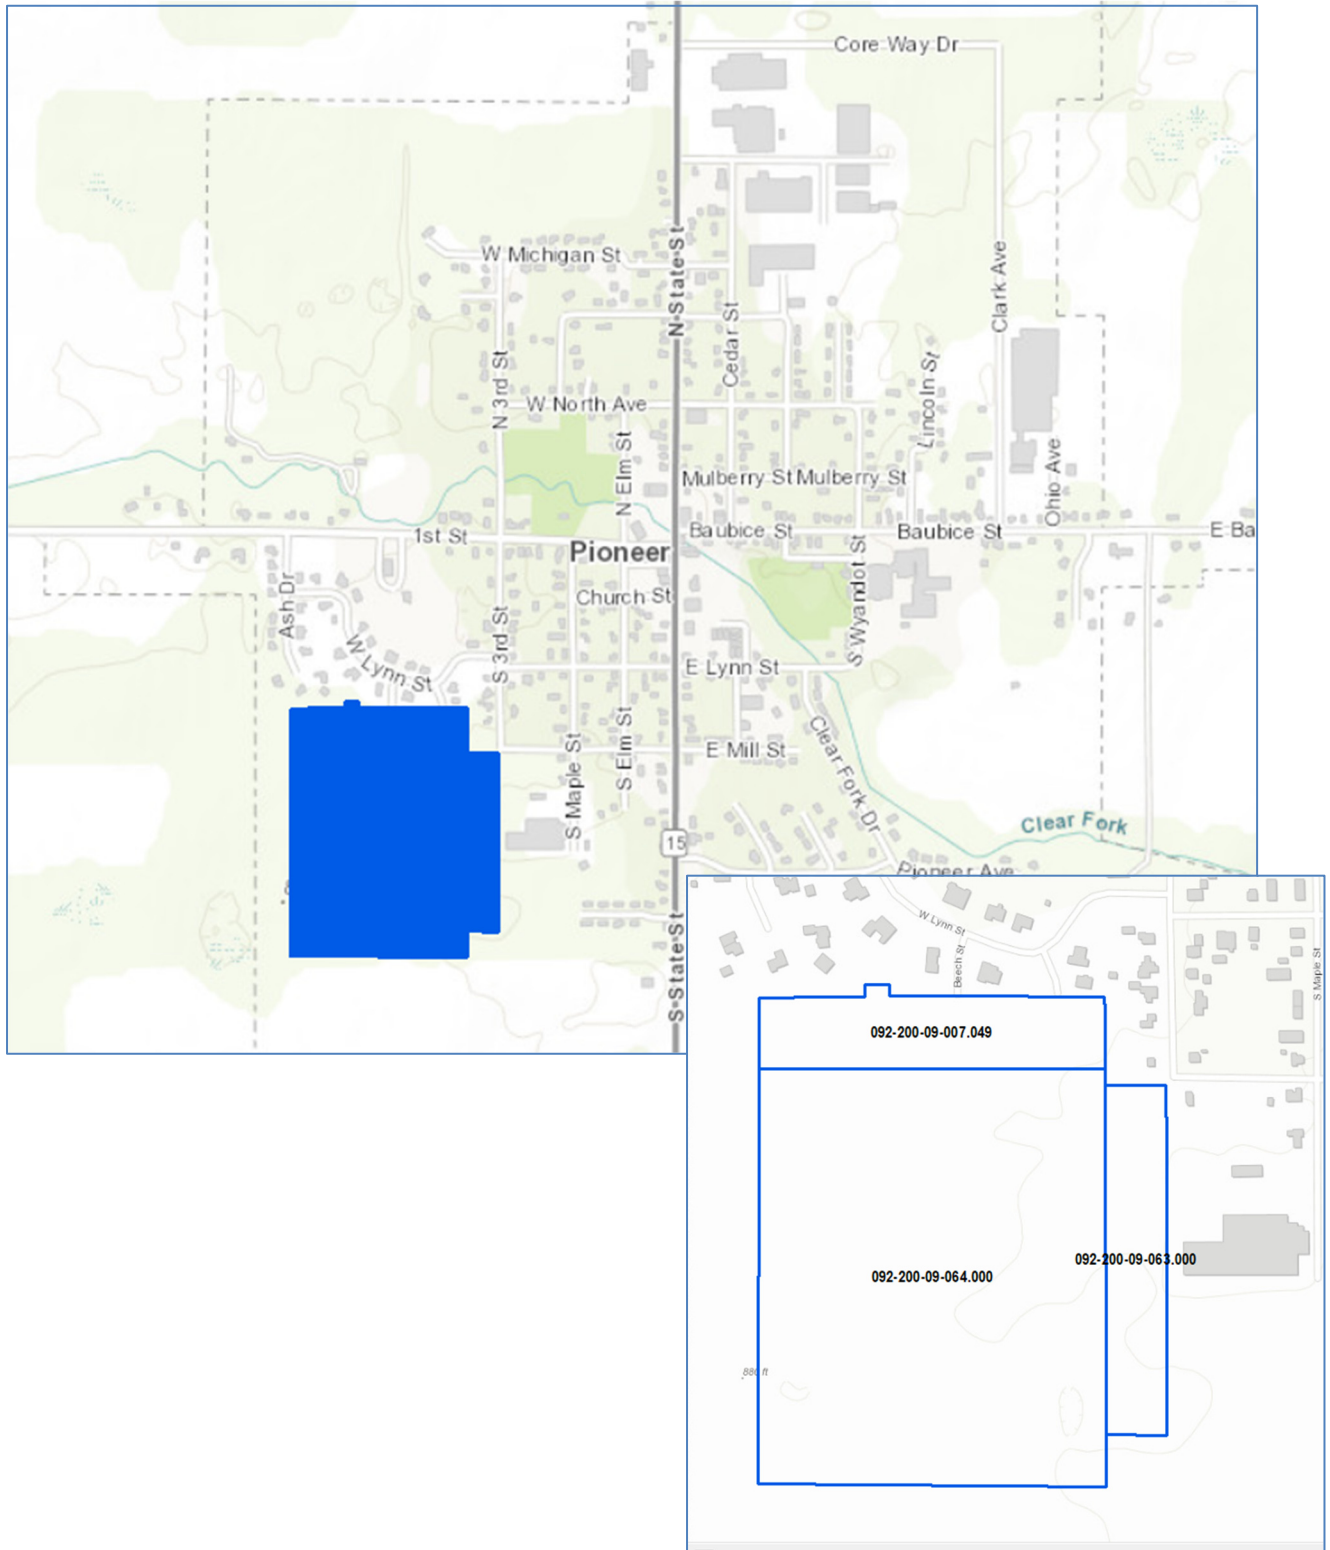 Core Way Dr
W Michigan St
N State St
Clark Ave
Cedar St
N 3rd St
Lincoln St
W North Ave
N Elm St
Mulberry St
Mulberry St
Ohio Ave
1st St
Baubice St
Baubice St
E Ba
Pioneer
Ash Dr
Church St
S Wyandot St
S 3rd St
W Lynn St
E Lynn St
S Elm St
E Mill St
S Maple St
Clear Fork Dr
Clear Fork
15
Pioneer Ave
S State St
W Lynn St
Beech St
S Maple St
092-200-09-007.049
092-200-09-063.000
092-200-09-064.000
880 ft